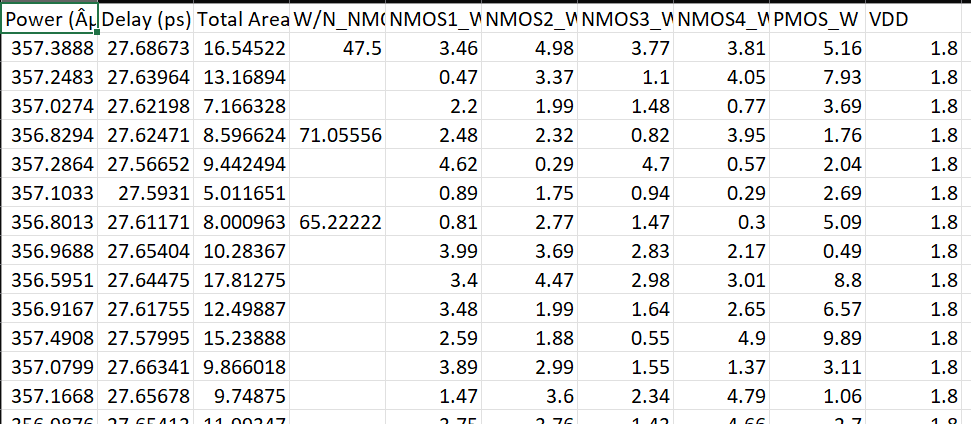 Power (Âµ Delay (ps) Total Area W/N_NMO NMOS1_W NMOS2_W NMOS3_W NMOS4_W PMOS_W VDD
357.3888 27.68673 16.54522 47.5 3.46 4.98 3.77 3.81 5.16 1.8
357.2483 27.63964 13.16894 0.47 3.37 1.1 4.05 7.93 1.8
357.0274 27.62198 7.166328 2.2 1.99 1.48 0.77 3.69 1.8
356.8294 27.62471 8.596624 71.05556 2.48 2.32 0.82 3.95 1.76 1.8
357.2864 27.56652 9.442494 4.62 0.29 4.7 0.57 2.04 1.8
357.1033 27.5931 5.011651 0.89 1.75 0.94 0.29 2.69 1.8
356.8013 27.61171 8.000963 65.22222 0.81 2.77 1.47 0.3 5.09 1.8
356.9688 27.65404 10.28367 3.99 3.69 2.83 2.17 0.49 1.8
356.5951 27.64475 17.81275 3.4 4.47 2.98 3.01 8.8 1.8
356.9167 27.61755 12.49887 3.48 1.99 1.64 2.65 6.57 1.8
357.4908 27.57995 15.23888 2.59 1.88 0.55 4.9 9.89 1.8
357.0799 27.66341 9.866018 3.89 2.99 1.55 1.37 3.11 1.8
357.1668 27.65678 9.74875 1.47 3.6 2.34 4.79 1.06 1.8